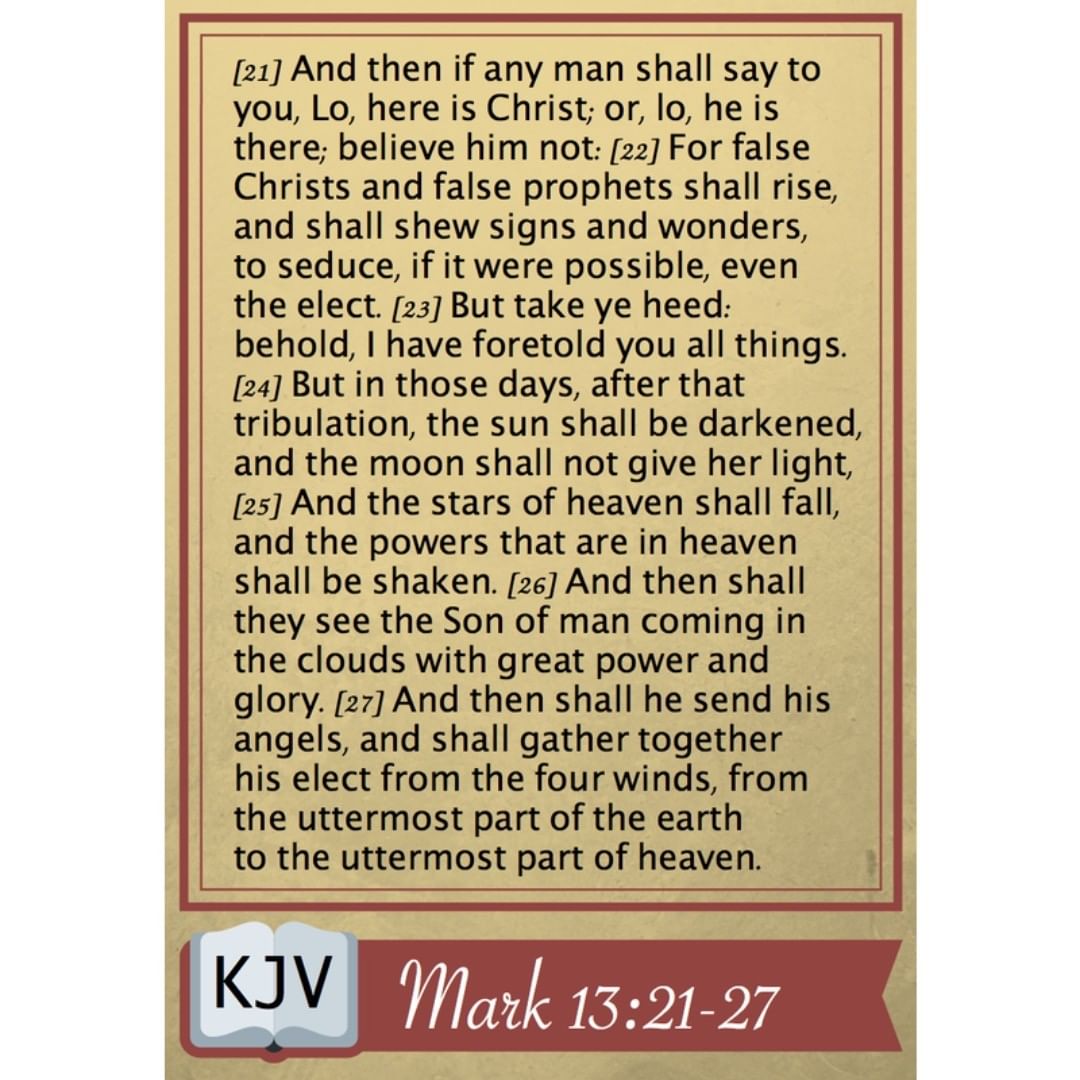 [21] And then if any man shall say to
you, Lo, here is Christ; or, lo, he is
there; believe him not: [22] For false
Christs and false prophets shall rise,
and shall shew signs and wonders,
to seduce, if it were possible, even
the elect. [23] But take ye heed:
behold, I have foretold you all things.
[24] But in those days, after that
tribulation, the sun shall be darkened,
and the moon shall not give her light,
[25] And the stars of heaven shall fall,
and the powers that are in heaven
shall be shaken. [26] And then shall
they see the Son of man coming in
the clouds with great power and
glory. [27] And then shall he send his
angels, and shall gather together
his elect from the four winds, from
the uttermost part of the earth
to the uttermost part of heaven.
KJV
Mark 13:21-27